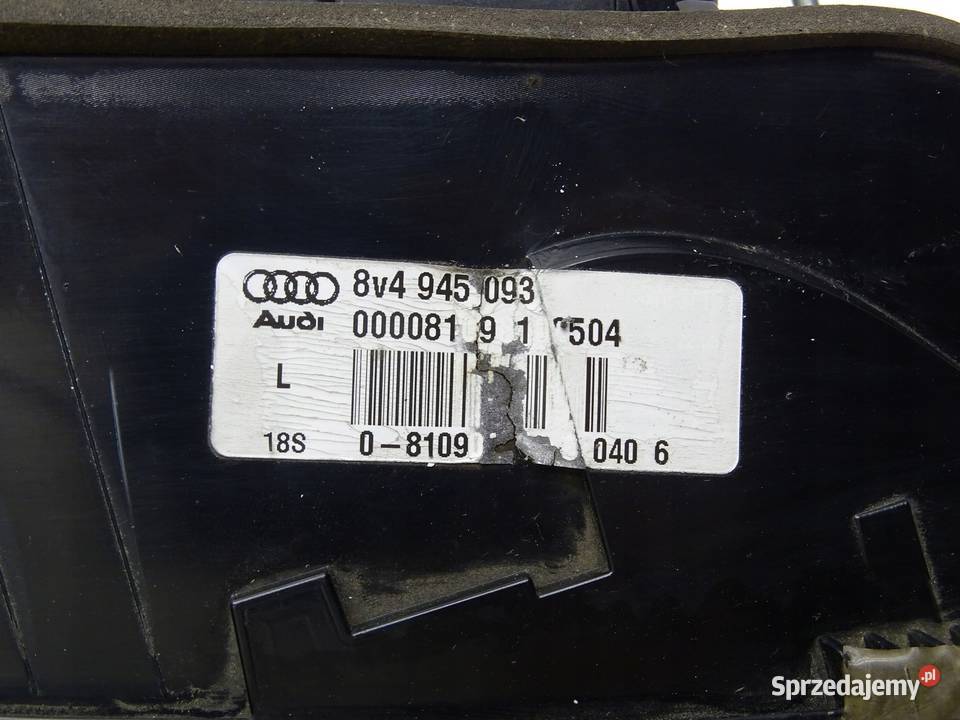 8v4 945 093
Audi 000081 9 1 504
L
18S 0-8109 040 6
Sprzedajemy.pl